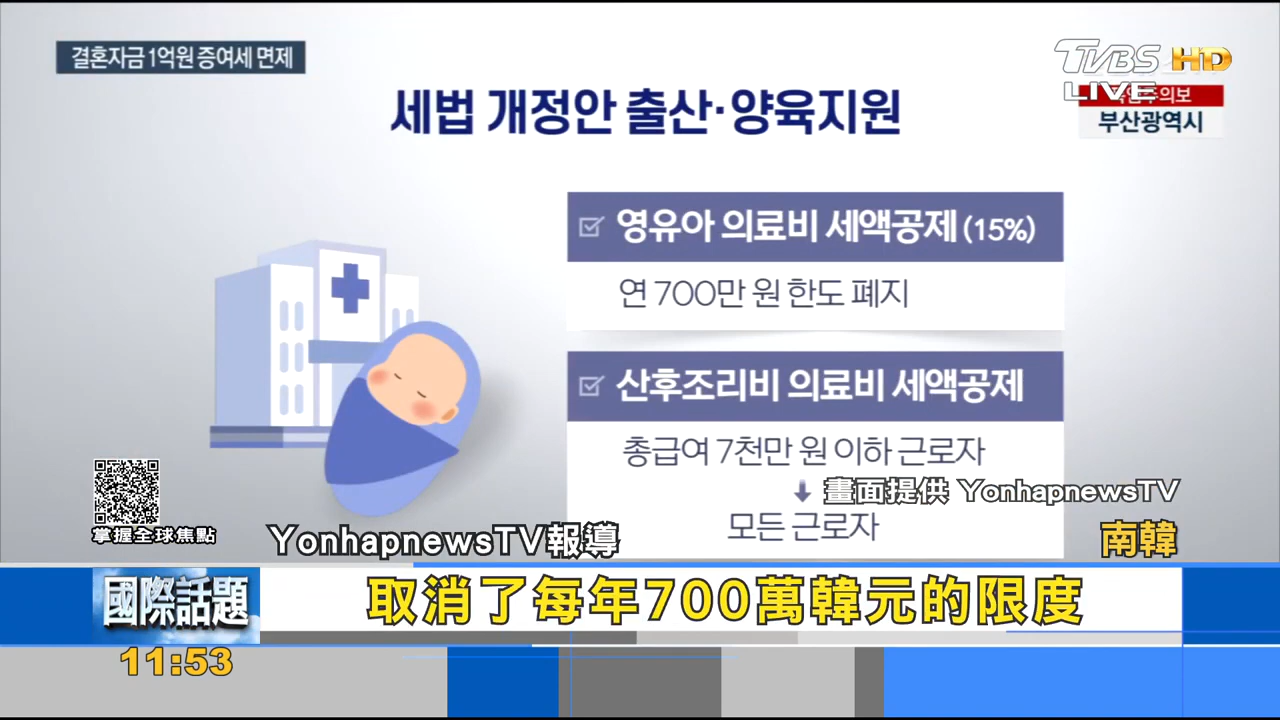 결혼자금 1억원 증여세 면제
TVBS HD
LIVE
부산광역시
세법 개정안 출산·양육지원
영유아 의료비 세액공제 (15%)
연 700만 원 한도 폐지
산후조리비 의료비 세액공제
총급여 7천만 원 이하 근로자
畫面提供 YonhapnewsTV
모든 근로자
掌握全球焦點
YonhapnewsTV報導
南韓
國際話題
取消了每年700萬韓元的限度
11:53